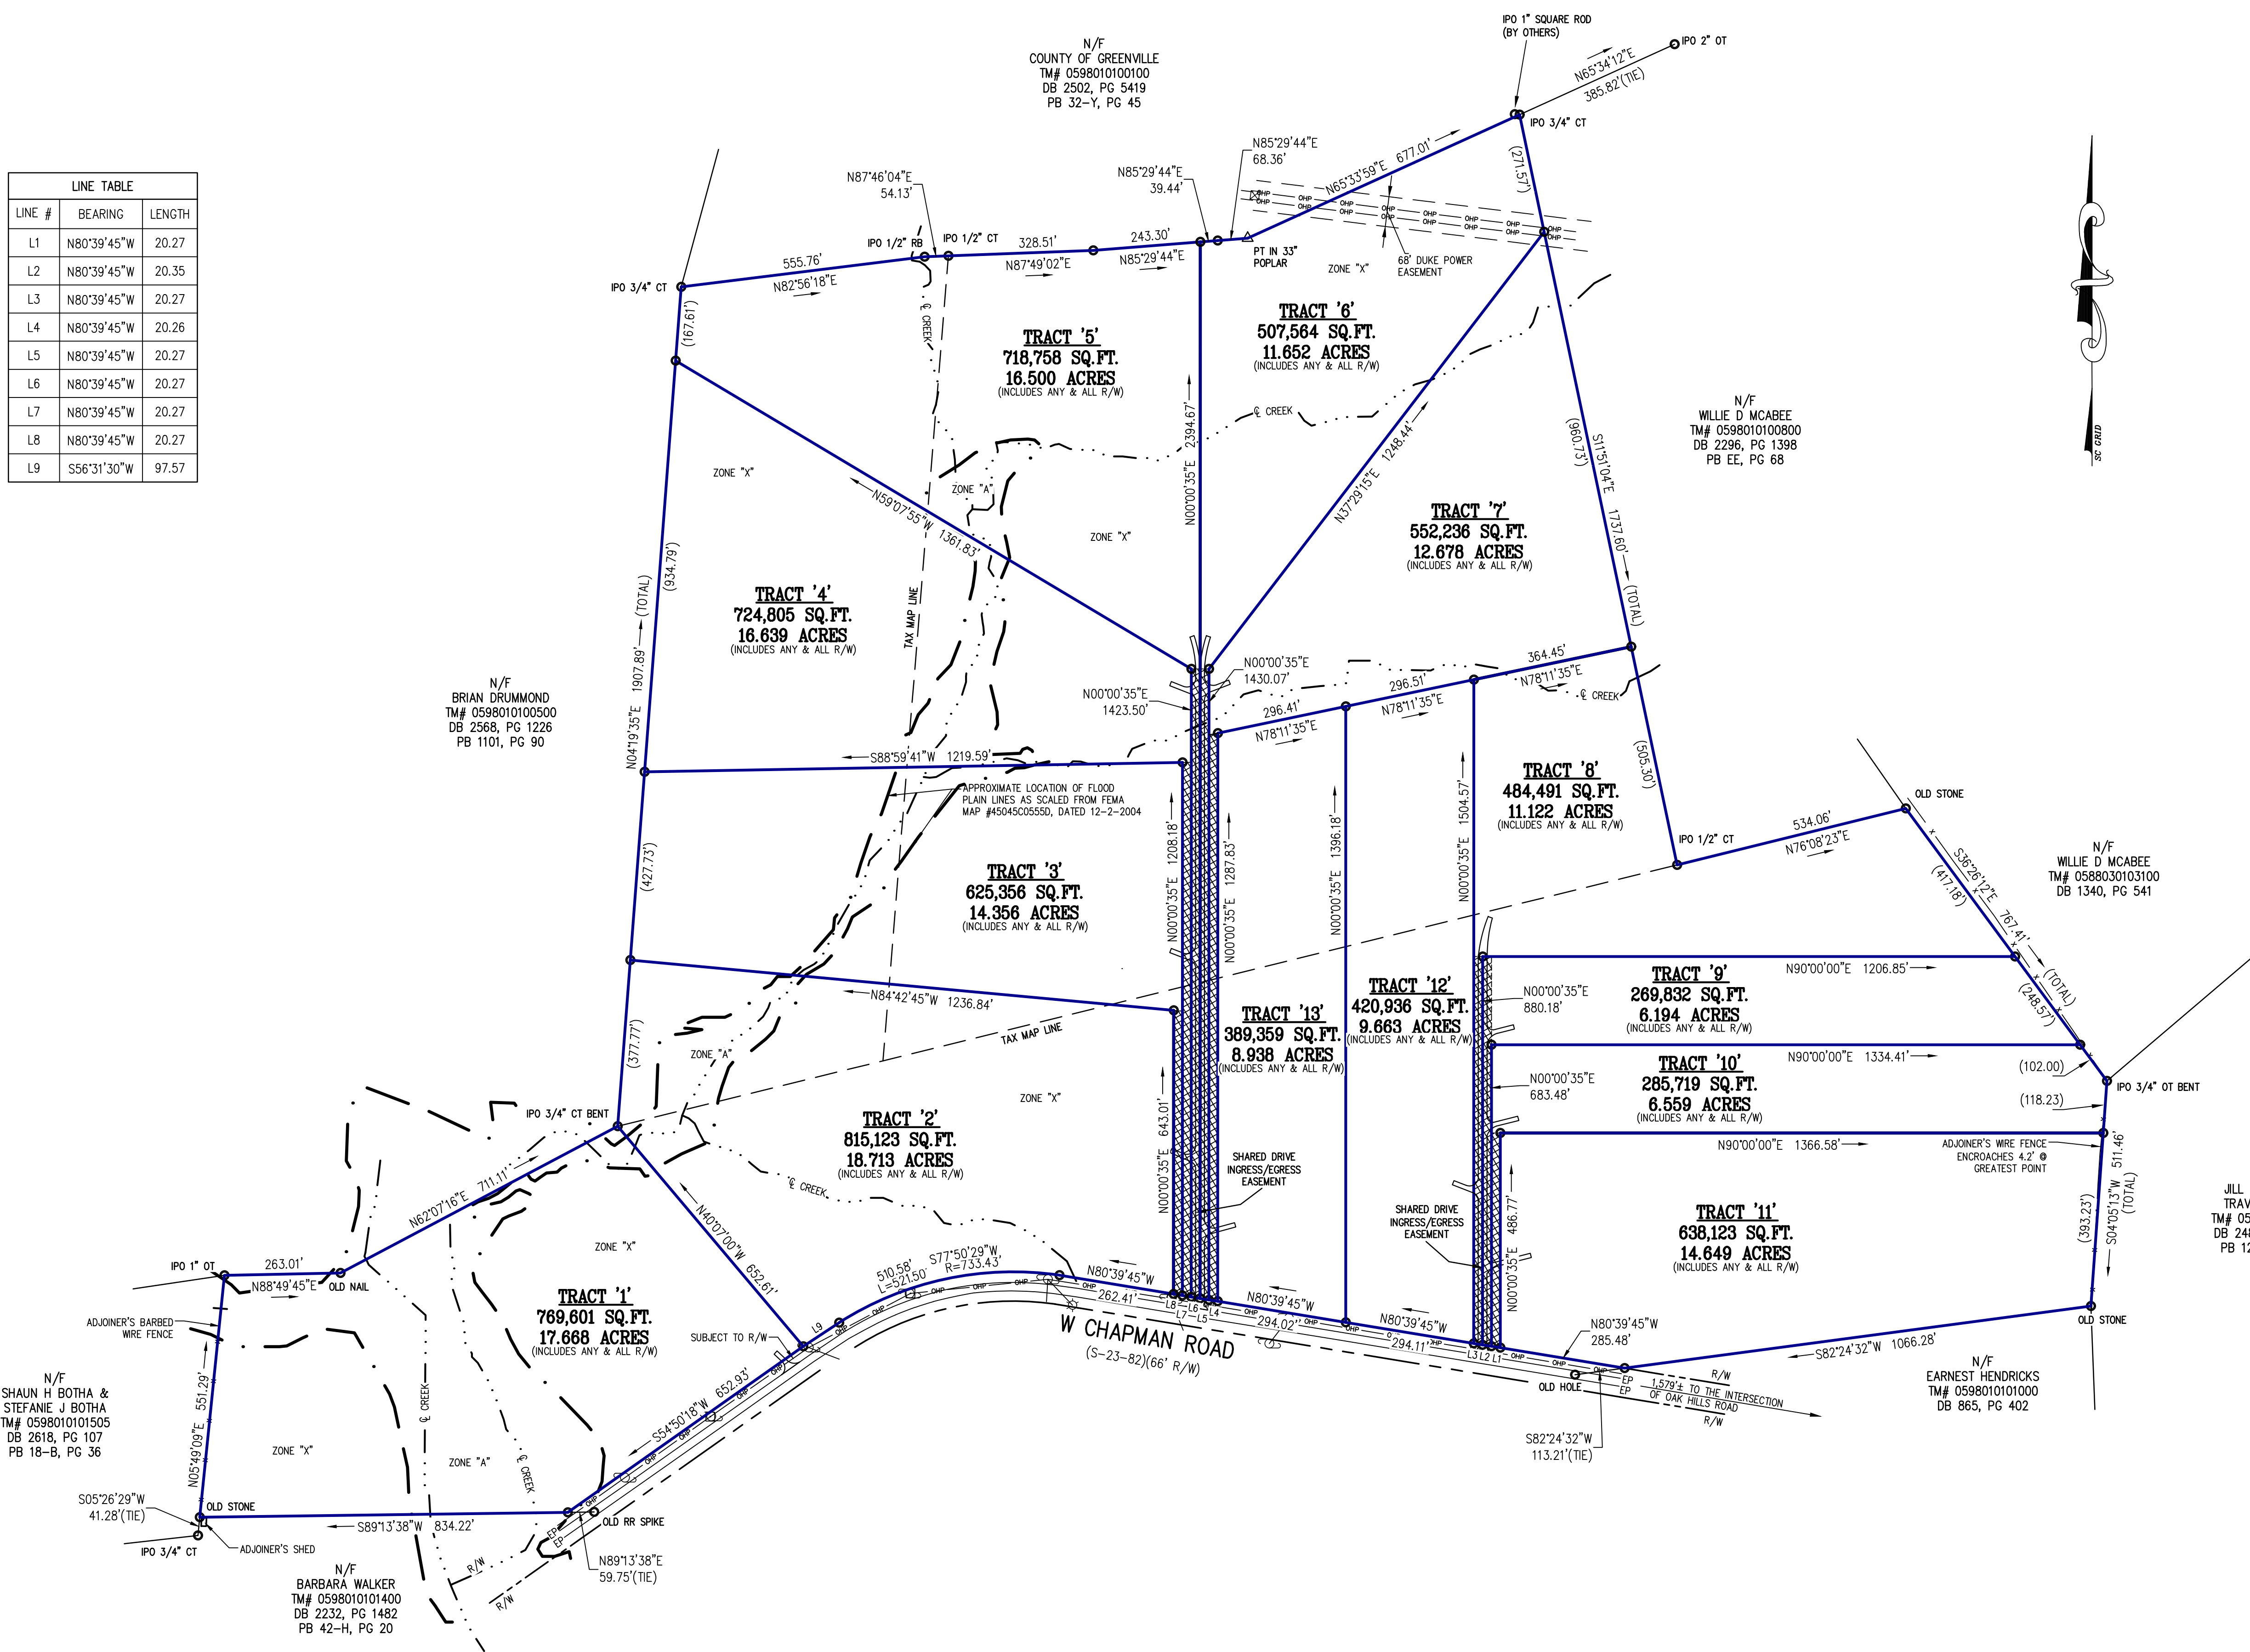 LINE TABLE
LINE # BEARING LENGTH
L1 N80°39'45"W 20.27
L2 N80°39'45"W 20.35
L3 N80°39'45"W 20.27
L4 N80°39'45"W 20.26
L5 N80°39'45"W 20.27
L6 N80°39'45"W 20.27
L7 N80°39'45"W 20.27
L8 N80°39'45"W 20.27
L9 S56°31'30"W 97.57
N/F
COUNTY OF GREENVILLE
TM# 0598010100100
DB 2502, PG 5419
PB 32-Y, PG 45
IPO 1" SQUARE ROD
(BY OTHERS)
IPO 2" OT
N65°34'12"E
385.82'(TIE)
IPO 3/4" CT
(271.57')
N65°33'59"E 677.01'
N85°29'44"E
68.36'
N85°29'44"E
39.44'
N87°46'04"E
54.13'
IPO 1/2" RB
IPO 1/2" CT
328.51'
N87°49'02"E
243.30'
N85°29'44"E
555.76'
N82°56'18"E
IPO 3/4" CT
(167.61')
PT IN 33"
POPLAR
ZONE "X"
68' DUKE POWER
EASEMENT
OHP
℄ CREEK
TRACT '5'
718,758 SQ.FT.
16.500 ACRES
(INCLUDES ANY & ALL R/W)
TRACT '6'
507,564 SQ.FT.
11.652 ACRES
(INCLUDES ANY & ALL R/W)
N00°00'35"E 2394.67'
℄ CREEK
N37°29'15"E 1248.44'
(960.73')
S11°51'04"E 1737.60' (TOTAL)
N/F
WILLIE D MCABEE
TM# 0598010100800
DB 2296, PG 1398
PB EE, PG 68
SC GRID
ZONE "X"
ZONE "A"
ZONE "X"
N59°07'55"W 1361.83'
TRACT '7'
552,236 SQ.FT.
12.678 ACRES
(INCLUDES ANY & ALL R/W)
(934.79')
N04°19'35"E 1907.89' (TOTAL)
TRACT '4'
724,805 SQ.FT.
16.639 ACRES
(INCLUDES ANY & ALL R/W)
TAX MAP LINE
N/F
BRIAN DRUMMOND
TM# 0598010100500
DB 2568, PG 1226
PB 1101, PG 90
N00°00'35"E
1423.50'
N00°00'35"E
1430.07'
296.41'
N78°11'35"E
296.51'
N78°11'35"E
364.45'
N78°11'35"E
℄ CREEK
(505.30')
S88°59'41"W 1219.59'
APPROXIMATE LOCATION OF FLOOD
PLAIN LINES AS SCALED FROM FEMA
MAP #45045C0555D, DATED 12-2-2004
N00°00'35"E 1208.18'
N00°00'35"E 1287.83'
N00°00'35"E 1396.18'
N00°00'35"E 1504.57'
TRACT '8'
484,491 SQ.FT.
11.122 ACRES
(INCLUDES ANY & ALL R/W)
IPO 1/2" CT
534.06'
N76°08'23"E
OLD STONE
S36°26'12"E 767.41' (TOTAL)
(417.18')
N/F
WILLIE D MCABEE
TM# 0588030103100
DB 1340, PG 541
(427.73')
TRACT '3'
625,356 SQ.FT.
14.356 ACRES
(INCLUDES ANY & ALL R/W)
N84°42'45"W 1236.84'
TAX MAP LINE
(377.77')
ZONE "A"
ZONE "X"
TRACT '13'
389,359 SQ.FT.
8.938 ACRES
(INCLUDES ANY & ALL R/W)
TRACT '12'
420,936 SQ.FT.
9.663 ACRES
(INCLUDES ANY & ALL R/W)
N00°00'35"E
880.18'
N90°00'00"E 1206.85'
TRACT '9'
269,832 SQ.FT.
6.194 ACRES
(INCLUDES ANY & ALL R/W)
(248.57')
N90°00'00"E 1334.41'
TRACT '10'
285,719 SQ.FT.
6.559 ACRES
(INCLUDES ANY & ALL R/W)
N00°00'35"E
683.48'
(102.00)
IPO 3/4" OT BENT
(118.23)
N90°00'00"E 1366.58'
ADJOINER'S WIRE FENCE
ENCROACHES 4.2' @
GREATEST POINT
S04°05'13"W 511.46'
(TOTAL)
(393.23')
OLD STONE
JILL
TRAV
TM# 05
DB 248
PB 12
IPO 3/4" CT BENT
TRACT '2'
815,123 SQ.FT.
18.713 ACRES
(INCLUDES ANY & ALL R/W)
℄ CREEK
N00°00'35"E 643.01'
SHARED DRIVE
INGRESS/EGRESS
EASEMENT
SHARED DRIVE
INGRESS/EGRESS
EASEMENT
N00°00'35"E 486.77'
TRACT '11'
638,123 SQ.FT.
14.649 ACRES
(INCLUDES ANY & ALL R/W)
N62°07'16"E 711.11'
N40°07'00"W 652.61'
ZONE "X"
IPO 1" OT
263.01'
N88°49'45"E
OLD NAIL
ADJOINER'S BARBED
WIRE FENCE
TRACT '1'
769,601 SQ.FT.
17.668 ACRES
(INCLUDES ANY & ALL R/W)
SUBJECT TO R/W
L9
510.58' S77°50'29"W
L=521.50' R=733.43'
N80°39'45"W
262.41'
L8 L6 L4
L7 L5
N80°39'45"W
294.02'
N80°39'45"W
294.11'
L3 L2 L1
N80°39'45"W
285.48'
W CHAPMAN ROAD
(S-23-82)(66' R/W)
OLD HOLE
EP
EP
R/W
1,579'± TO THE INTERSECTION
OF OAK HILLS ROAD
R/W
S82°24'32"W
113.21'(TIE)
S82°24'32"W 1066.28'
N/F
EARNEST HENDRICKS
TM# 0598010101000
DB 865, PG 402
N/F
SHAUN H BOTHA &
STEFANIE J BOTHA
TM# 0598010101505
DB 2618, PG 107
PB 18-B, PG 36
N05°49'09"E 551.29'
℄ CREEK
ZONE "X"
ZONE "A"
℄ CREEK
S54°50'18"W 652.93'
S05°26'29"W
41.28'(TIE)
OLD STONE
IPO 3/4" CT
ADJOINER'S SHED
S89°13'38"W 834.22'
OLD RR SPIKE
EP
EP
N89°13'38"E
59.75'(TIE)
R/W
R/W
N/F
BARBARA WALKER
TM# 0598010101400
DB 2232, PG 1482
PB 42-H, PG 20